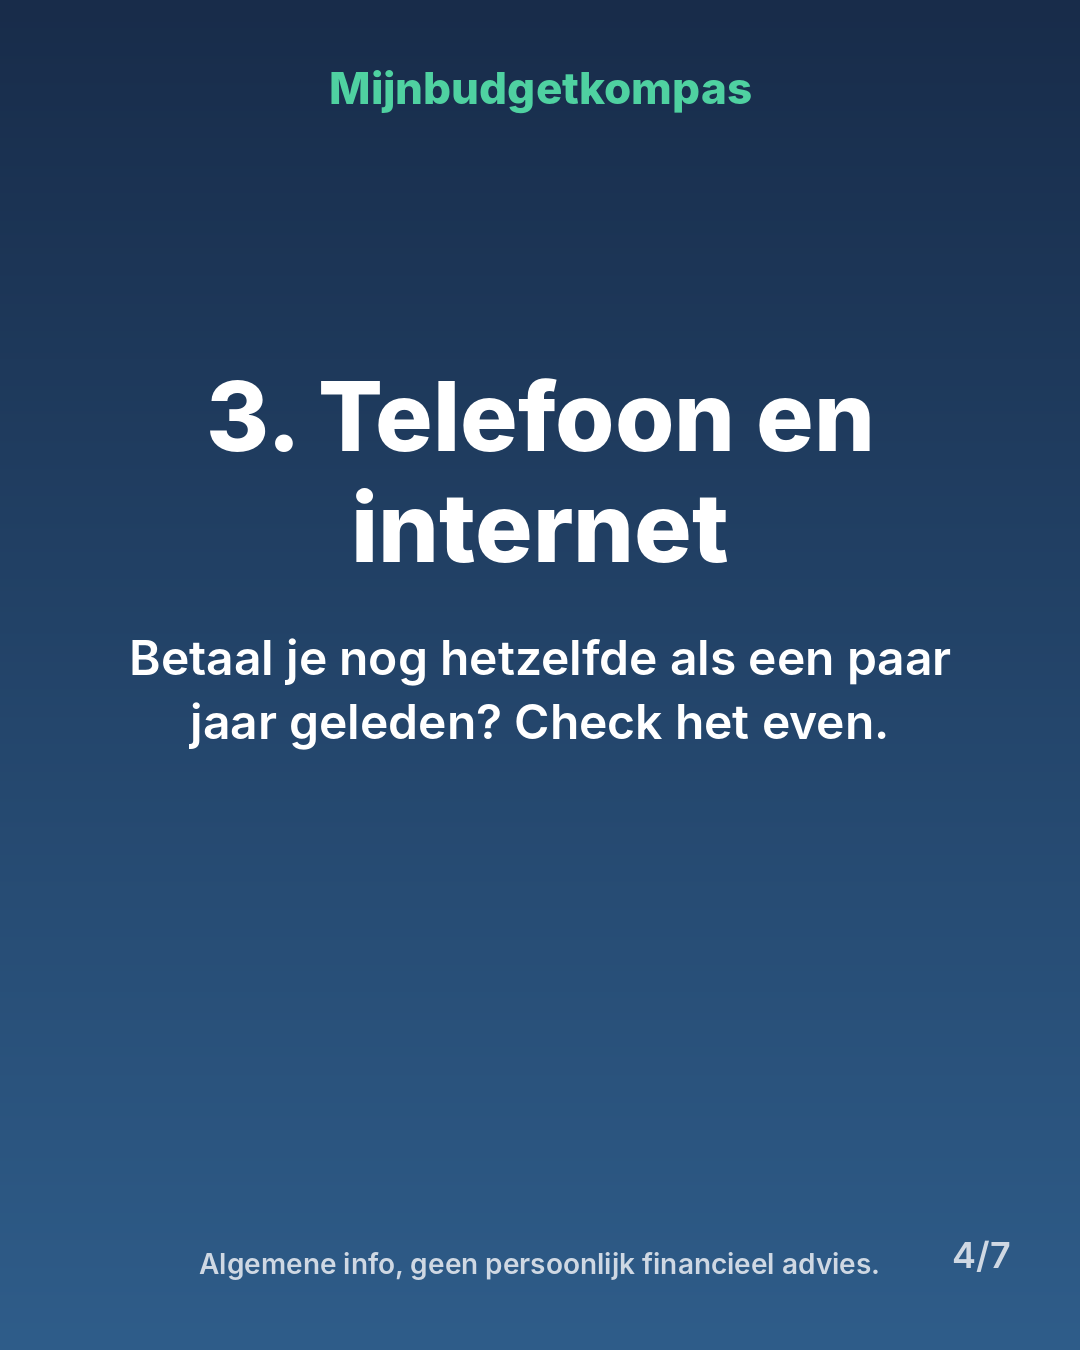 Mijnbudgetkompas
3. Telefoon en
internet
Betaal je nog hetzelfde als een paar
jaar geleden? Check het even.
Algemene info, geen persoonlijk financieel advies.
4/7